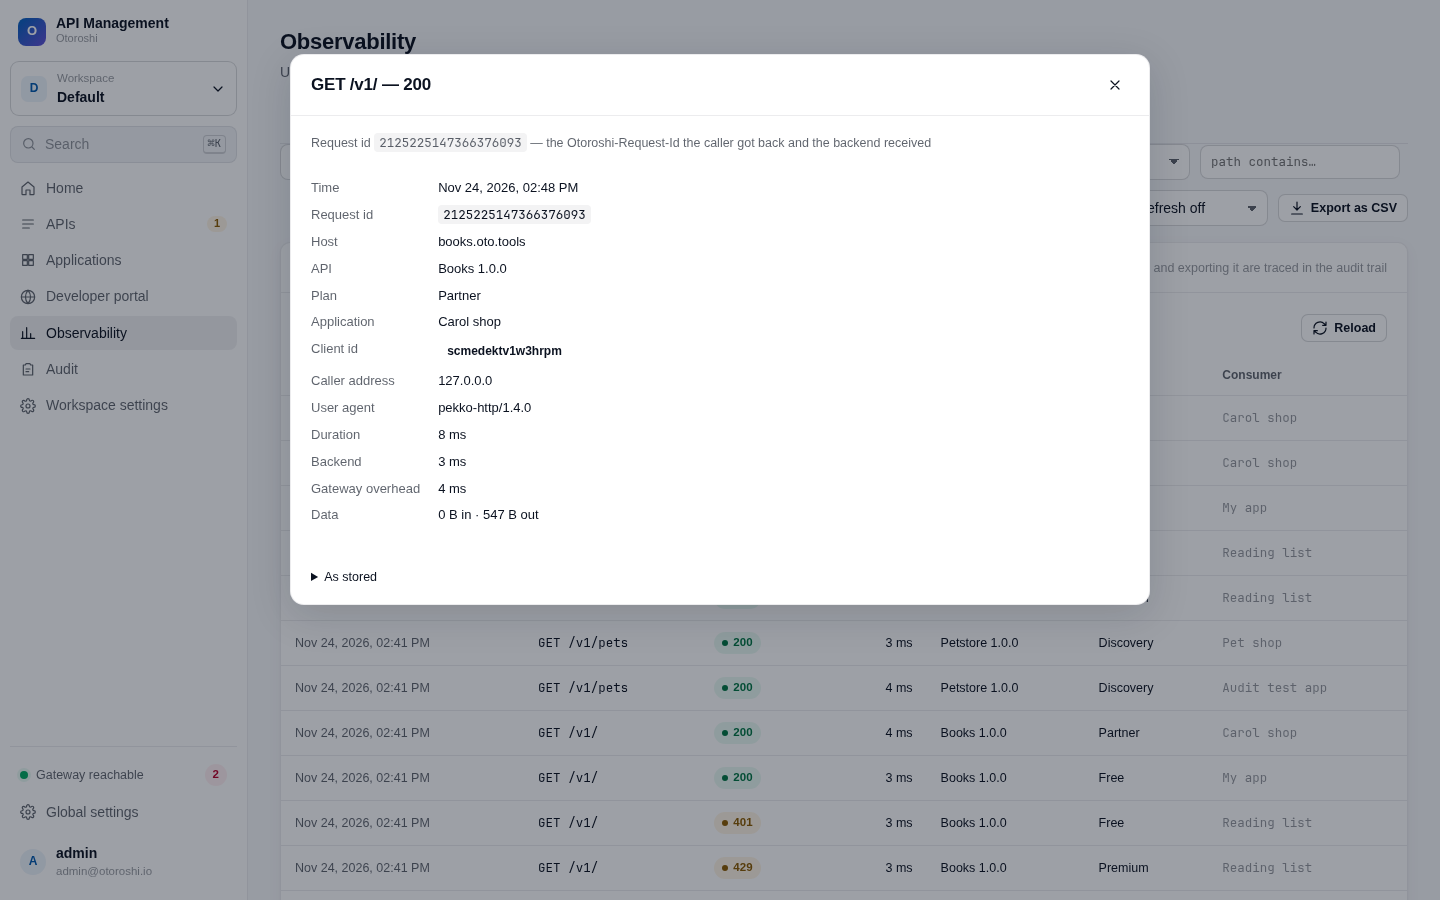 O
API Management
Otoroshi
D
Workspace
Default
Search
⌘K
Home
APIs
1
Applications
Developer portal
Observability
Audit
Workspace settings
Gateway reachable
2
Global settings
A
admin
admin@otoroshi.io
Observability
U
path contains…
efresh off
Export as CSV
and exporting it are traced in the audit trail
Reload
Consumer
Carol shop
Carol shop
My app
Reading list
Reading list
GET /v1/ — 200
Request id 2125225147366376093 — the Otoroshi-Request-Id the caller got back and the backend received
Time Nov 24, 2026, 02:48 PM
Request id 2125225147366376093
Host books.oto.tools
API Books 1.0.0
Plan Partner
Application Carol shop
Client id scmedektv1w3hrpm
Caller address 127.0.0.0
User agent pekko-http/1.4.0
Duration 8 ms
Backend 3 ms
Gateway overhead 4 ms
Data 0 B in · 547 B out
As stored
Nov 24, 2026, 02:41 PM GET /v1/pets 200 3 ms Petstore 1.0.0 Discovery Pet shop
Nov 24, 2026, 02:41 PM GET /v1/pets 200 4 ms Petstore 1.0.0 Discovery Audit test app
Nov 24, 2026, 02:41 PM GET /v1/ 200 4 ms Books 1.0.0 Partner Carol shop
Nov 24, 2026, 02:41 PM GET /v1/ 200 3 ms Books 1.0.0 Free My app
Nov 24, 2026, 02:41 PM GET /v1/ 401 3 ms Books 1.0.0 Free Reading list
Nov 24, 2026, 02:41 PM GET /v1/ 429 3 ms Books 1.0.0 Premium Reading list